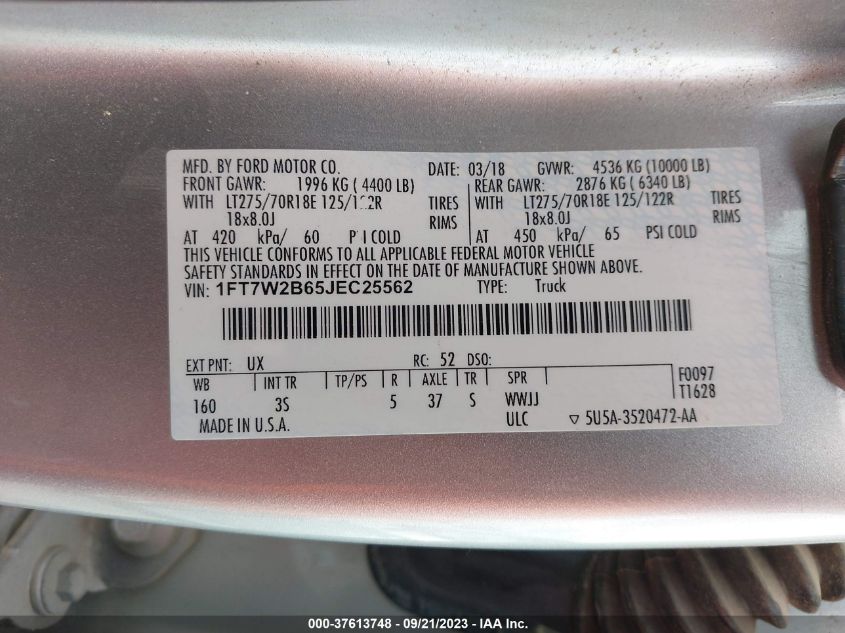 MFD. BY FORD MOTOR CO. DATE: 03/18 GVWR: 4536 KG (10000 LB)
FRONT GAWR: 1996 KG ( 4400 LB) REAR GAWR: 2876 KG ( 6340 LB)
WITH LT275/70R18E 125/122R TIRES WITH LT275/70R18E 125/122R TIRES
18x8.0J RIMS 18x8.0J RIMS
AT 420 kPa/ 60 P I COLD AT 450 kPa/ 65 PSI COLD
THIS VEHICLE CONFORMS TO ALL APPLICABLE FEDERAL MOTOR VEHICLE
SAFETY STANDARDS IN EFFECT ON THE DATE OF MANUFACTURE SHOWN ABOVE.
VIN: 1FT7W2B65JEC25562 TYPE: Truck
EXT PNT: UX RC: 52 DSO:
WB INT TR TP/PS R AXLE TR SPR F0097
160 3S 5 37 S WWJJ T1628
MADE IN U.S.A. ULC ▽ 5U5A-3520472-AA
000-37613748 - 09/21/2023 - Copart, Inc.